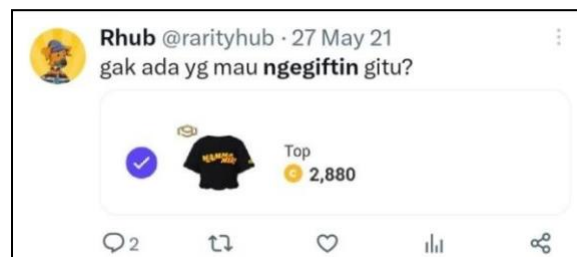 Rhub @rarityhub · 27 May 21
gak ada yg mau ngegiftin gitu?
Top
C 2,880
2